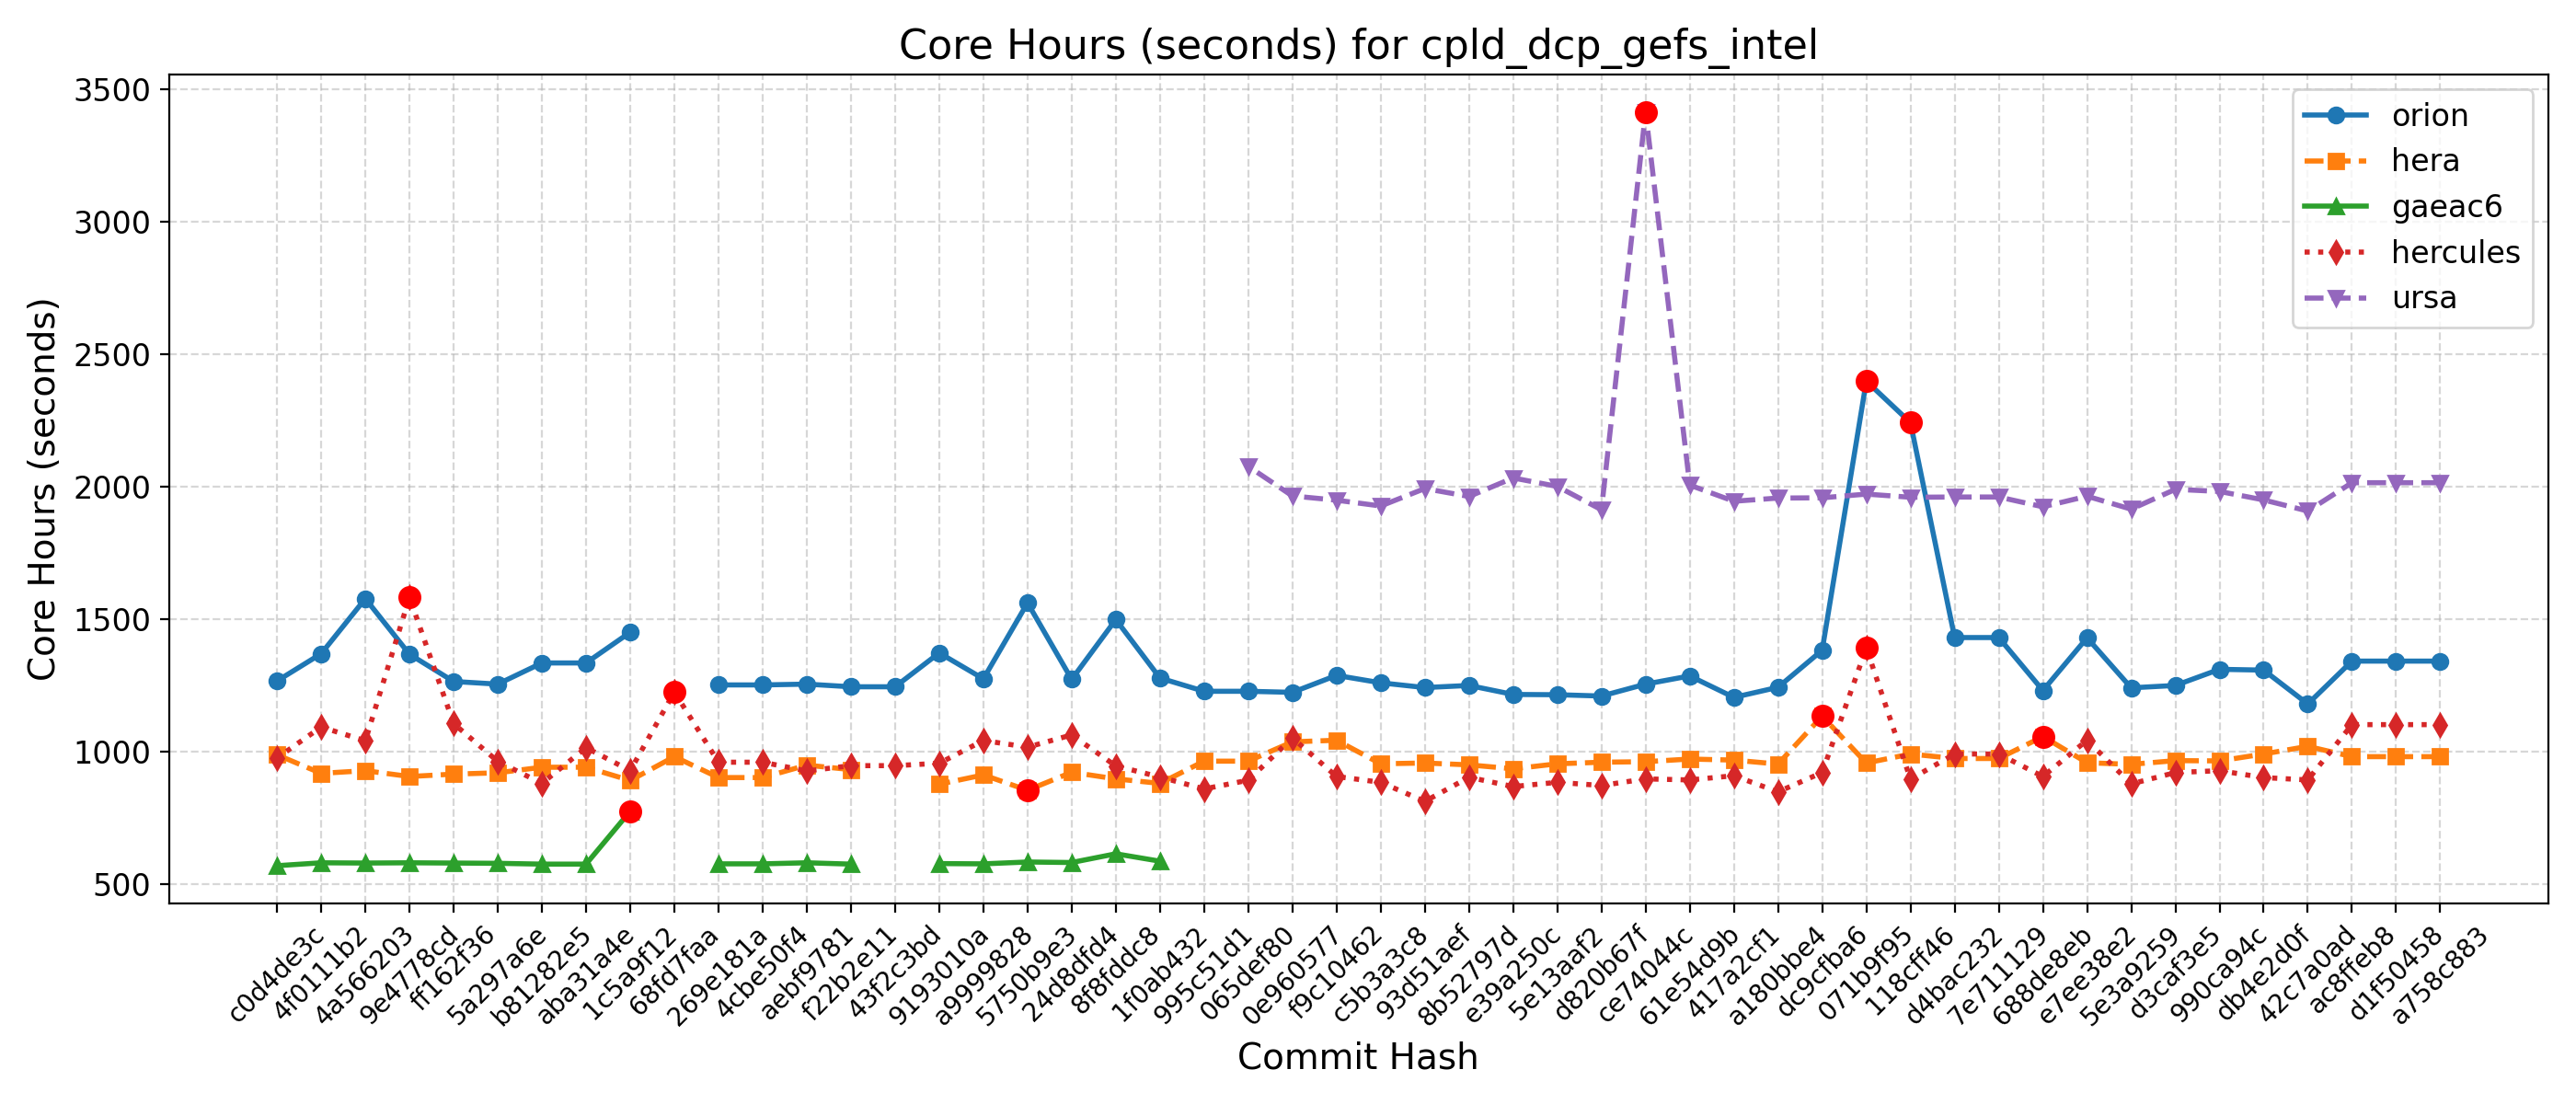 Core Hours (seconds) for cpld_dcp_gefs_intel
Core Hours (seconds)
3500
3000
2500
2000
1500
1000
500
orion
hera
gaeac6
hercules
ursa
c0d4de3c
4f0111b2
4a566203
9e4778cd
ff162f36
5a297a6e
b81282e5
aba31a4e
1c5a9f12
68fd7faa
269e181a
4cbe50f4
aebf9781
f22b2e11
43f2c3bd
9193010a
a9999828
5750b9e3
24d8dfd4
8f8fddc8
1f0ab432
995c51d1
065def80
0e960577
f9c10462
c5b3a3c8
93d51aef
8b52797d
e39a250c
5e13aaf2
d820b67f
ce74044c
61e54d9b
417a2cf1
a180bbe4
dc9cfba6
071b9f95
118cff46
d4bac232
7e711129
688de8eb
e7ee38e2
5e3a9259
d3caf3e5
990ca94c
db4e2d0f
42c7a0ad
ac8ffeb8
d1f50458
a758c883
Commit Hash